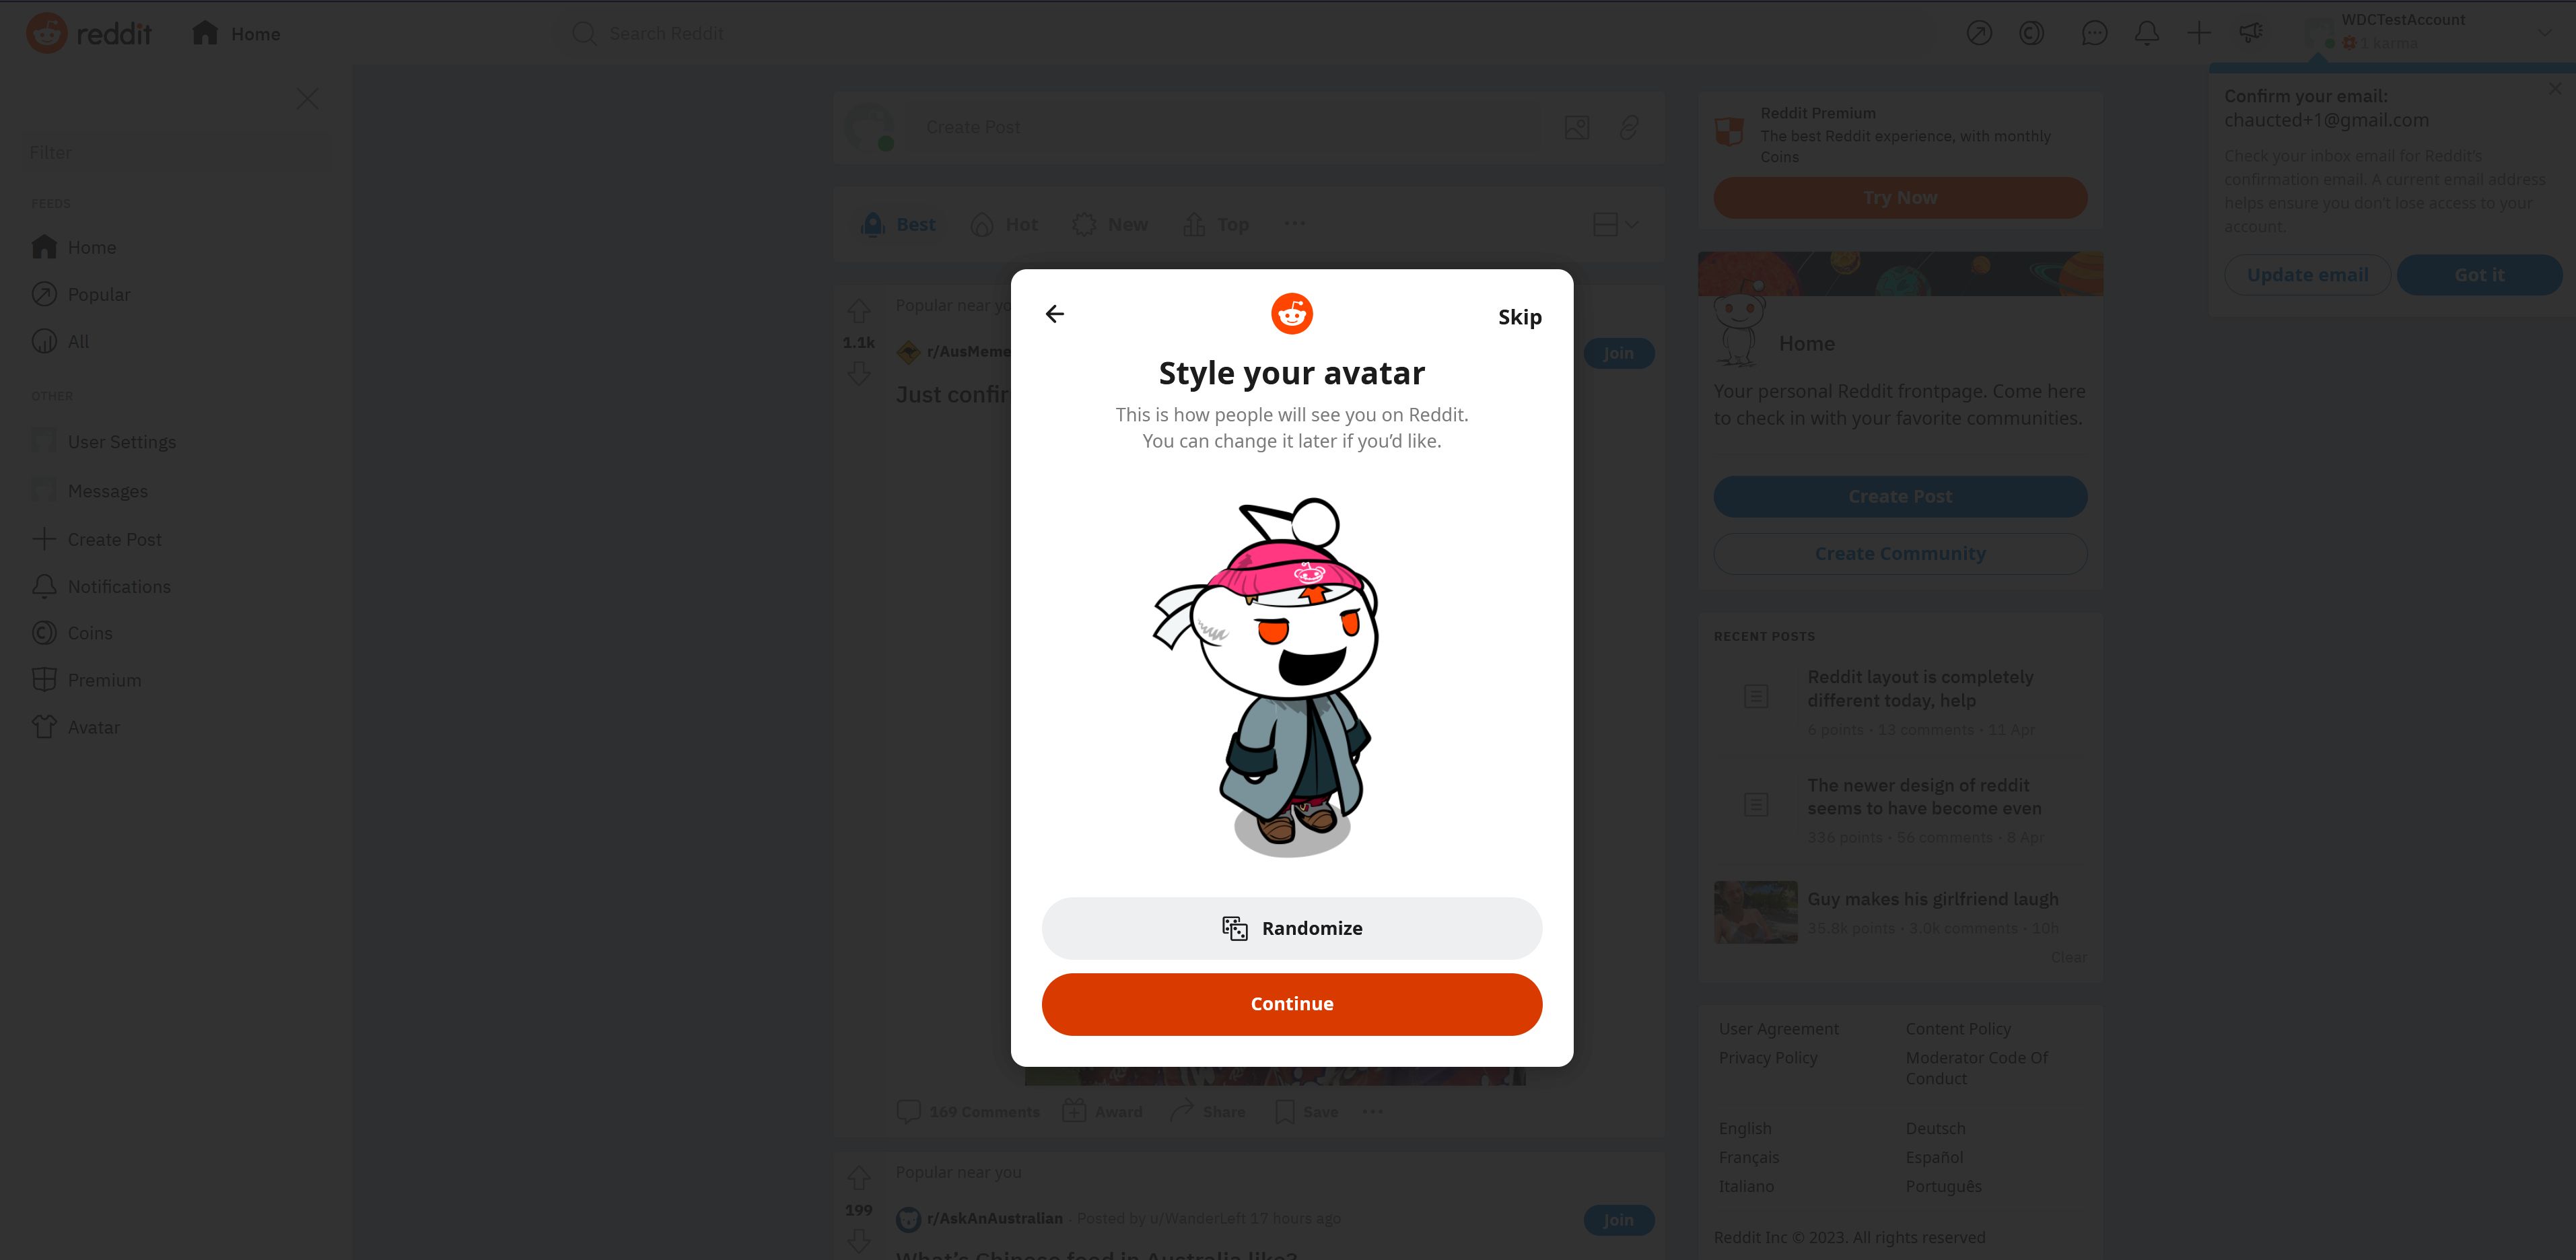 reddit
Home
Search Reddit
WDCTestAccount
1 karma
Filter
FEEDS
Home
Popular
All
OTHER
User Settings
Messages
Create Post
Notifications
Coins
Premium
Avatar
Create Post
Best
Hot
New
Top
Popular near yo
1.1k
r/AusMeme
Just confir
Join
Skip
Style your avatar
This is how people will see you on Reddit.
You can change it later if you’d like.
Randomize
Continue
169 Comments
Award
Share
Save
Popular near you
199
r/AskAnAustralian · Posted by u/WanderLeft 17 hours ago
Join
What's Chinese food in Australia like?
Reddit Premium
The best Reddit experience, with monthly
Coins
Try Now
Home
Your personal Reddit frontpage. Come here
to check in with your favorite communities.
Create Post
Create Community
RECENT POSTS
Reddit layout is completely
different today, help
6 points · 13 comments · 11 Apr
The newer design of reddit
seems to have become even
336 points · 56 comments · 8 Apr
Guy makes his girlfriend laugh
35.8k points · 3.0k comments · 10h
Clear
User Agreement
Content Policy
Privacy Policy
Moderator Code Of
Conduct
English
Deutsch
Français
Español
Italiano
Português
Reddit Inc © 2023. All rights reserved
Confirm your email:
chaucted+1@gmail.com
Check your inbox email for Reddit's
confirmation email. A current email address
helps ensure you don't lose access to your
account.
Update email
Got it